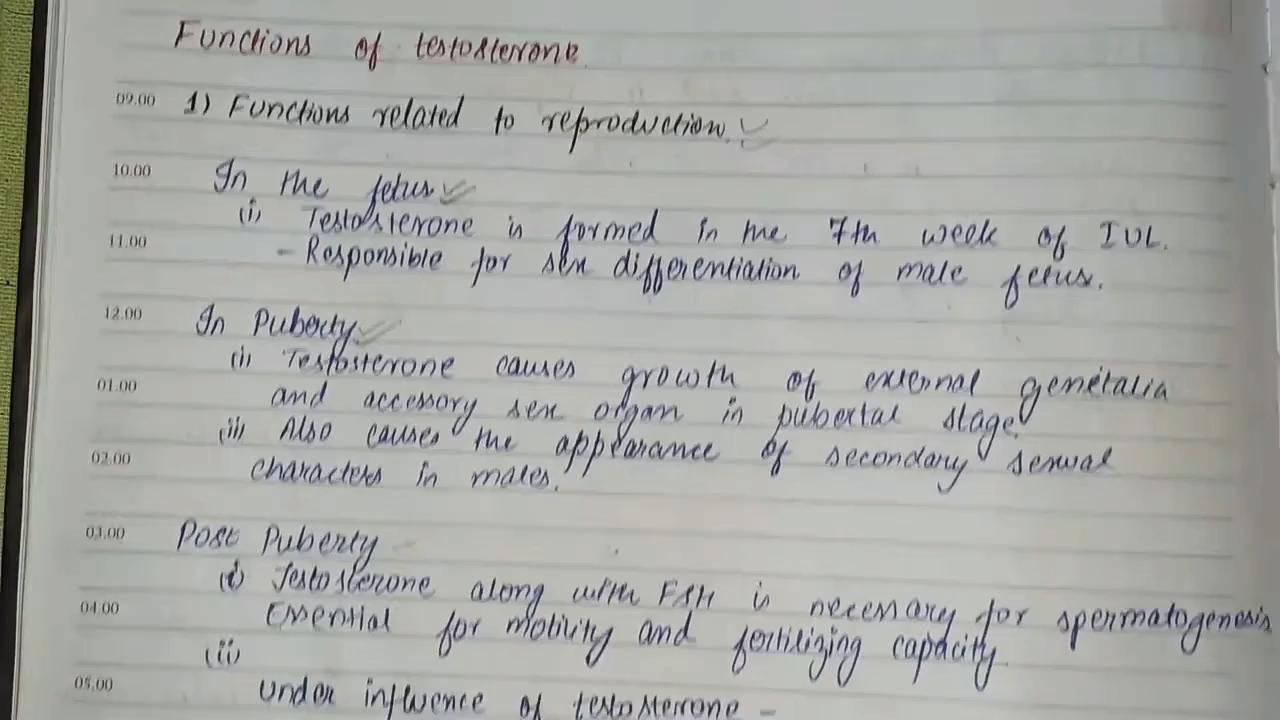 Functions of testosterone
09.00 1) Functions related to reproduction.
10.00 In the fetus
(i) Testosterone is formed in the 7th week of IUL.
11.00 - Responsible for sex differentiation of male fetus.
12.00 In Puberty
(i) Testosterone causes growth of external genetalia
01.00 and accessory sex organ in pubertal stage.
(ii) Also causes the appearance of secondary sexual
02.00 characters in males.
03.00 Post Puberty
(i) Testosterone along with FSH is necessary for spermatogenesis
04.00 Essential for motility and fertilizing capacity.
(ii)
05.00 Under influence of testosterone -